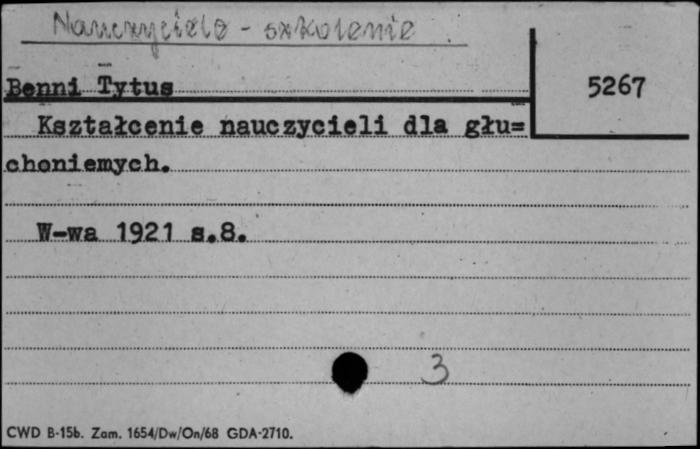 Nauczyciele - szkolenie
Benni Tytus
5267
Kształcenie nauczycieli dla głu=
choniemych.
W-wa 1921 s.8.
3
CWD B-15b. Zam. 1654/Dw/On/68 GDA-2710.